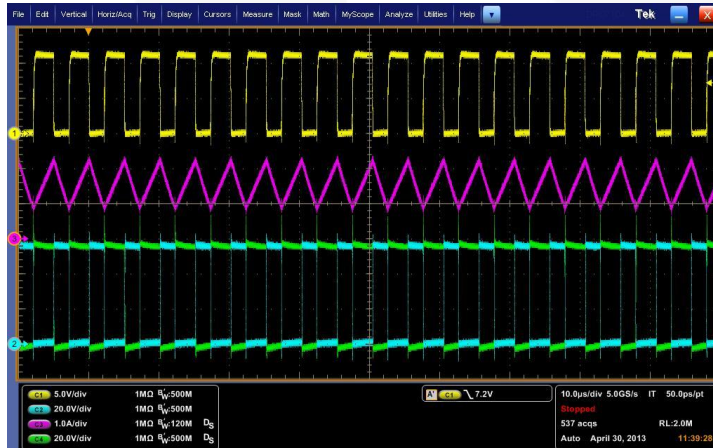 File Edit Vertical Horiz/Acq Trig Display Cursors Measure Mask Math MyScope Analyze Utilities Help Tek
1
3
2
C1 5.0V/div 1MΩ BW:500M
C2 20.0V/div 1MΩ BW:500M
C3 1.0A/div 1MΩ BW:120M DS
C4 20.0V/div 1MΩ BW:500M DS
A' C1 7.2V
10.0µs/div 5.0GS/s IT 50.0ps/pt
Stopped
537 acqs RL:2.0M
Auto April 30, 2013 11:39:28